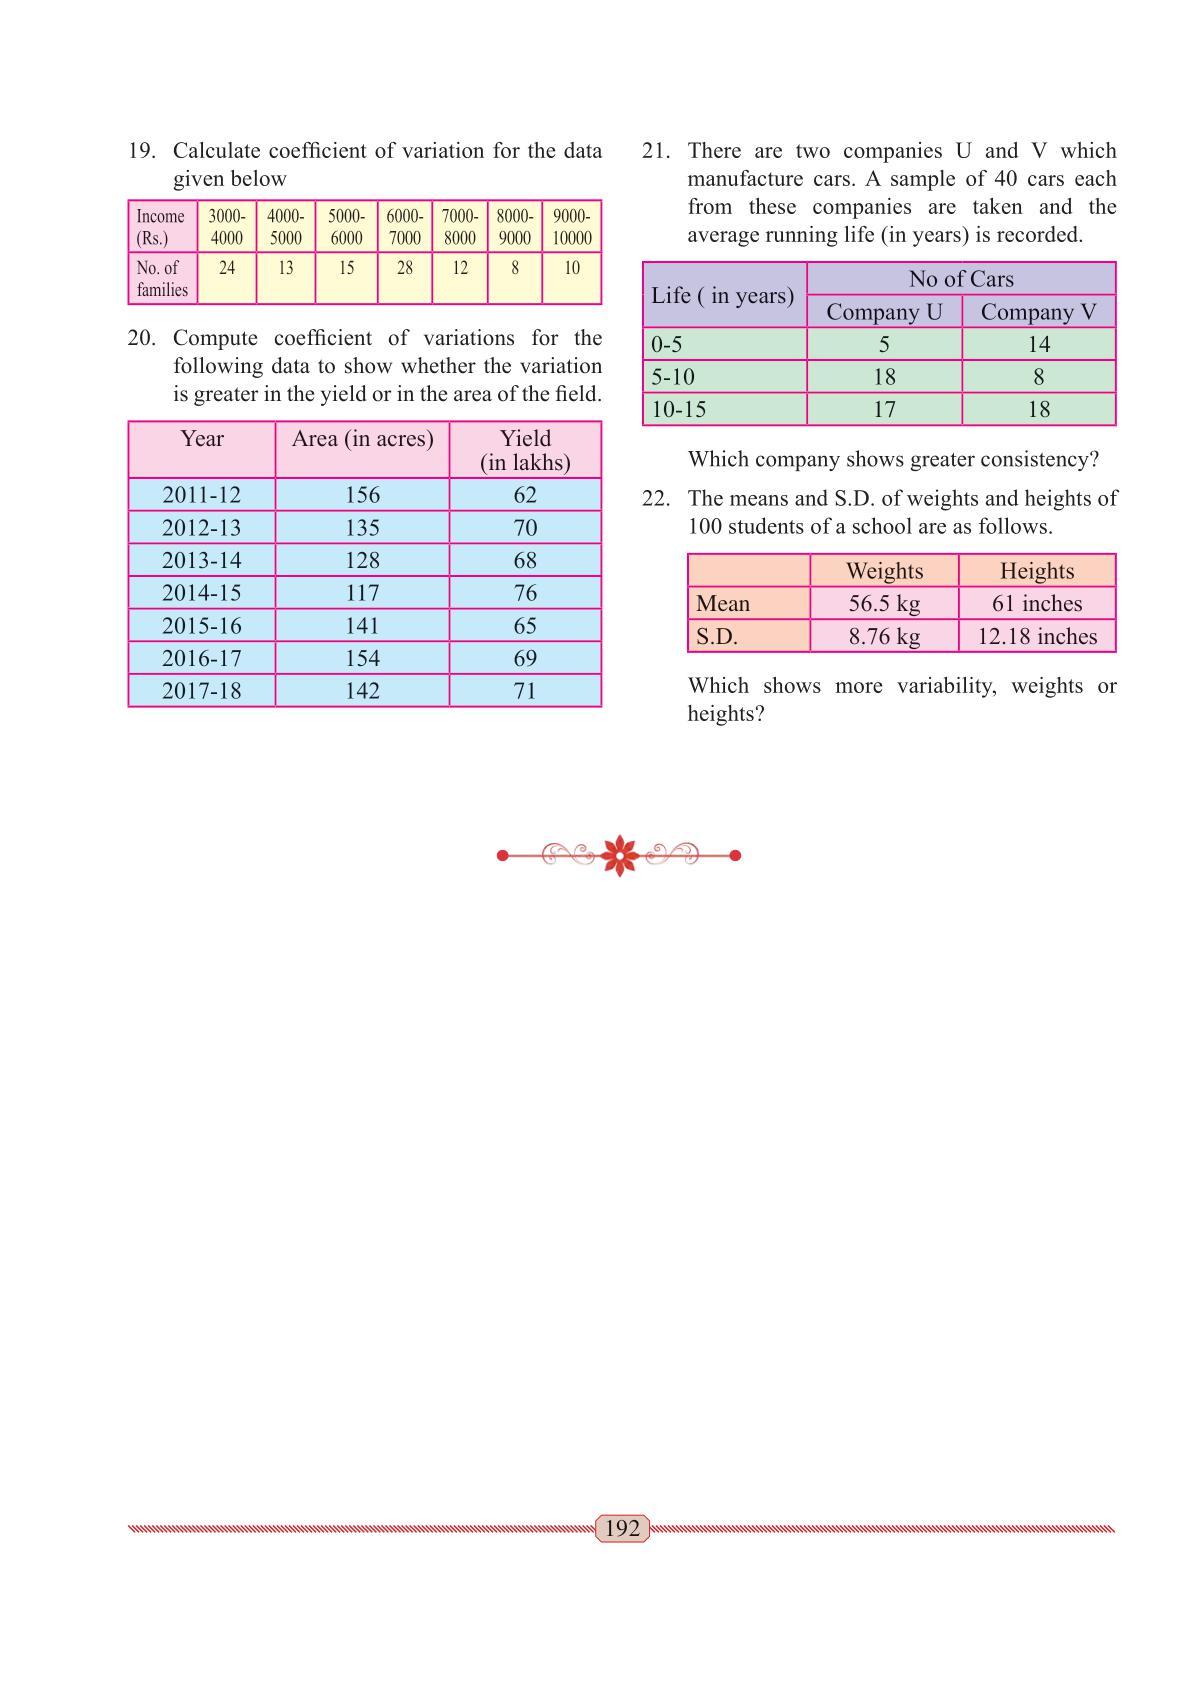 19. Calculate coefficient of variation for the data
given below
Income (Rs.) 3000-4000 4000-5000 5000-6000 6000-7000 7000-8000 8000-9000 9000-10000
No. of families 24 13 15 28 12 8 10
20. Compute coefficient of variations for the
following data to show whether the variation
is greater in the yield or in the area of the field.
Year Area (in acres) Yield (in lakhs)
2011-12 156 62
2012-13 135 70
2013-14 128 68
2014-15 117 76
2015-16 141 65
2016-17 154 69
2017-18 142 71
21. There are two companies U and V which
manufacture cars. A sample of 40 cars each
from these companies are taken and the
average running life (in years) is recorded.
Life ( in years) No of Cars
Company U Company V
0-5 5 14
5-10 18 8
10-15 17 18
Which company shows greater consistency?
22. The means and S.D. of weights and heights of
100 students of a school are as follows.
Weights Heights
Mean 56.5 kg 61 inches
S.D. 8.76 kg 12.18 inches
Which shows more variability, weights or
heights?
192